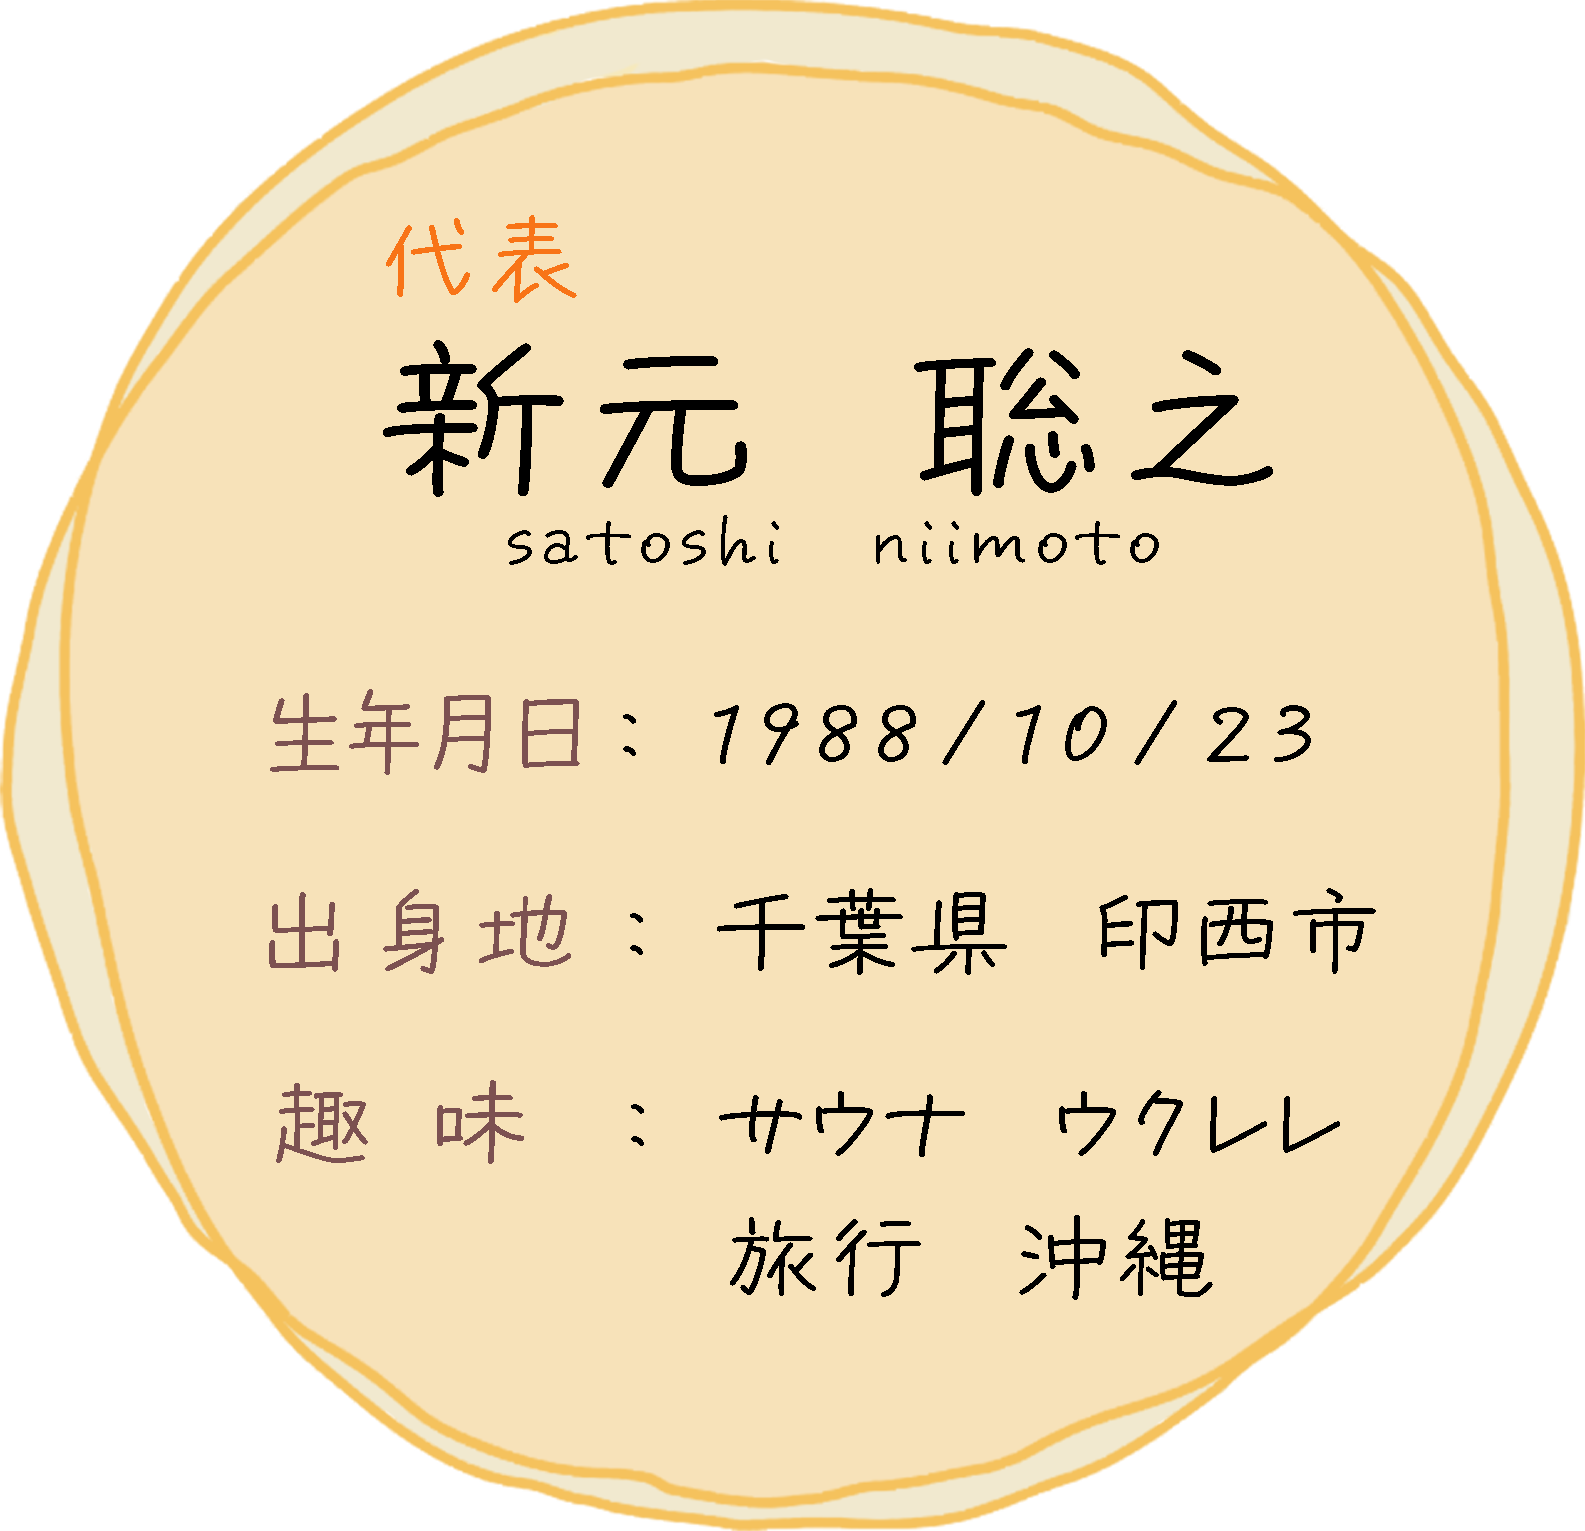 代表
新元　聡之
satoshi　niimoto
生年月日：1988/10/23
出身地：千葉県　印西市
趣味：サウナ　ウクレレ
旅行　沖縄